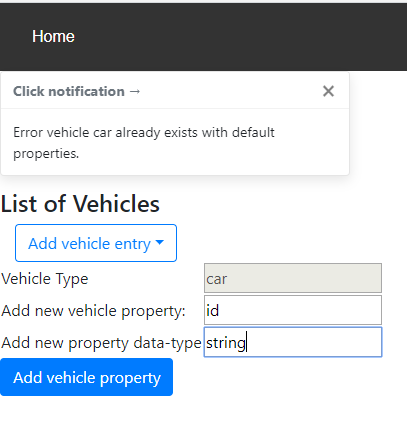 Home
Click notification →
×
Error vehicle car already exists with default
properties.
List of Vehicles
Add vehicle entry
Vehicle Type car
Add new vehicle property: id
Add new property data-type string
Add vehicle property